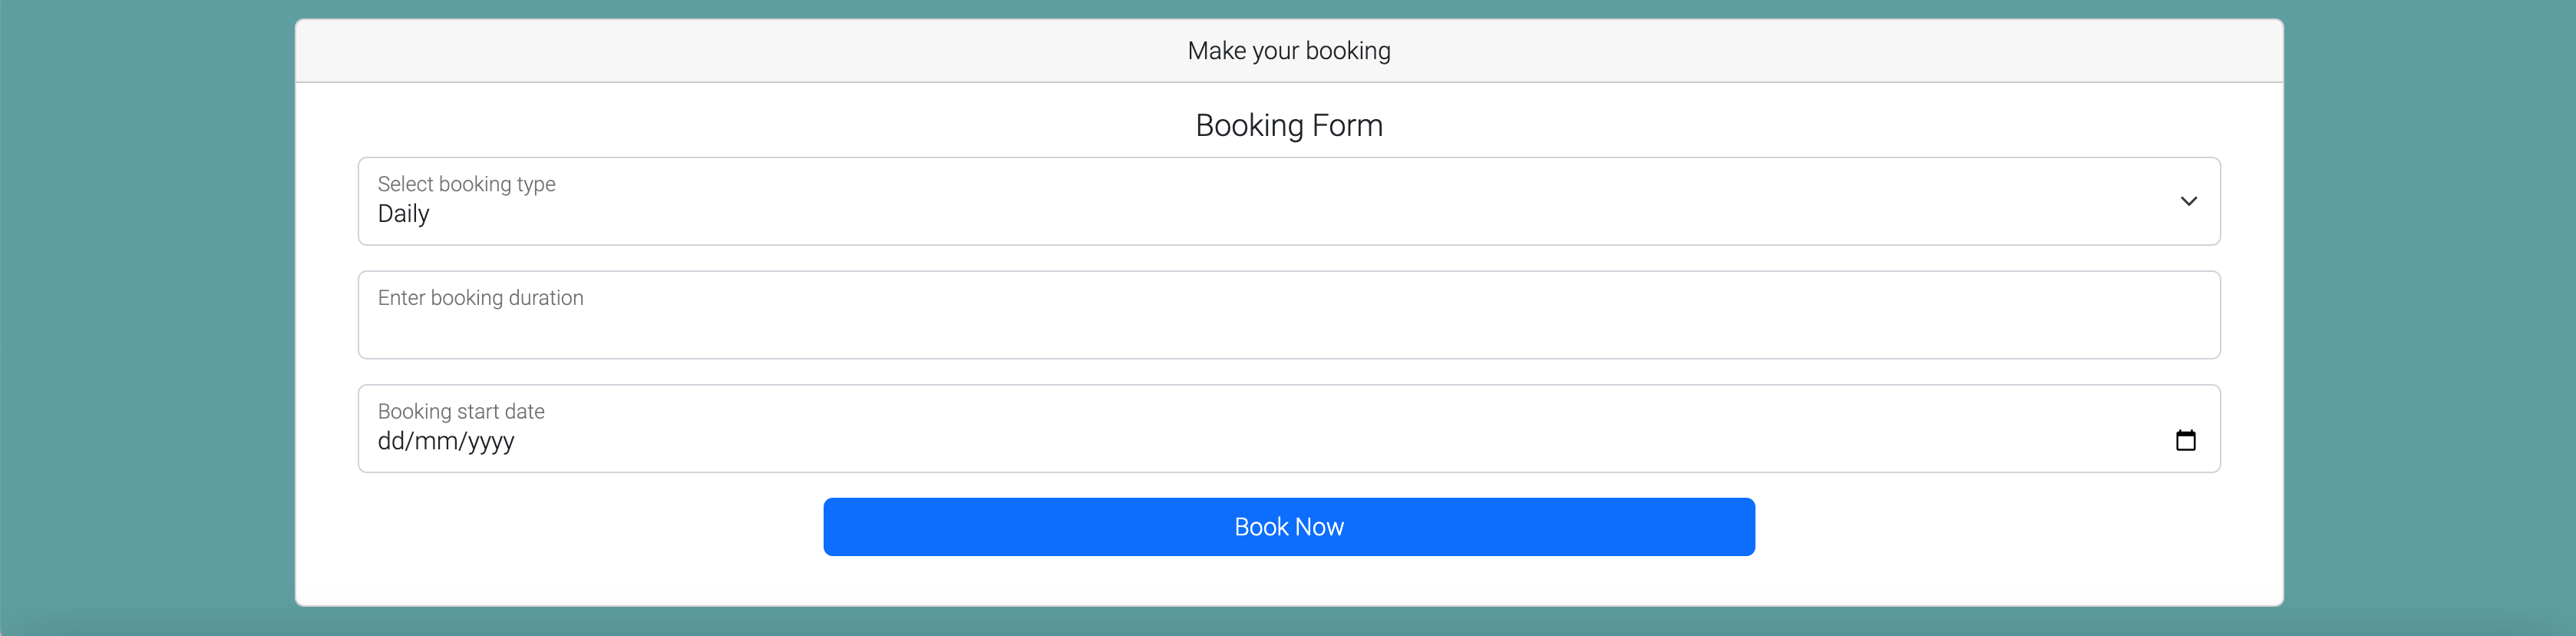 Make your booking
Booking Form
Select booking type
Daily
Enter booking duration
Booking start date
dd/mm/yyyy
Book Now